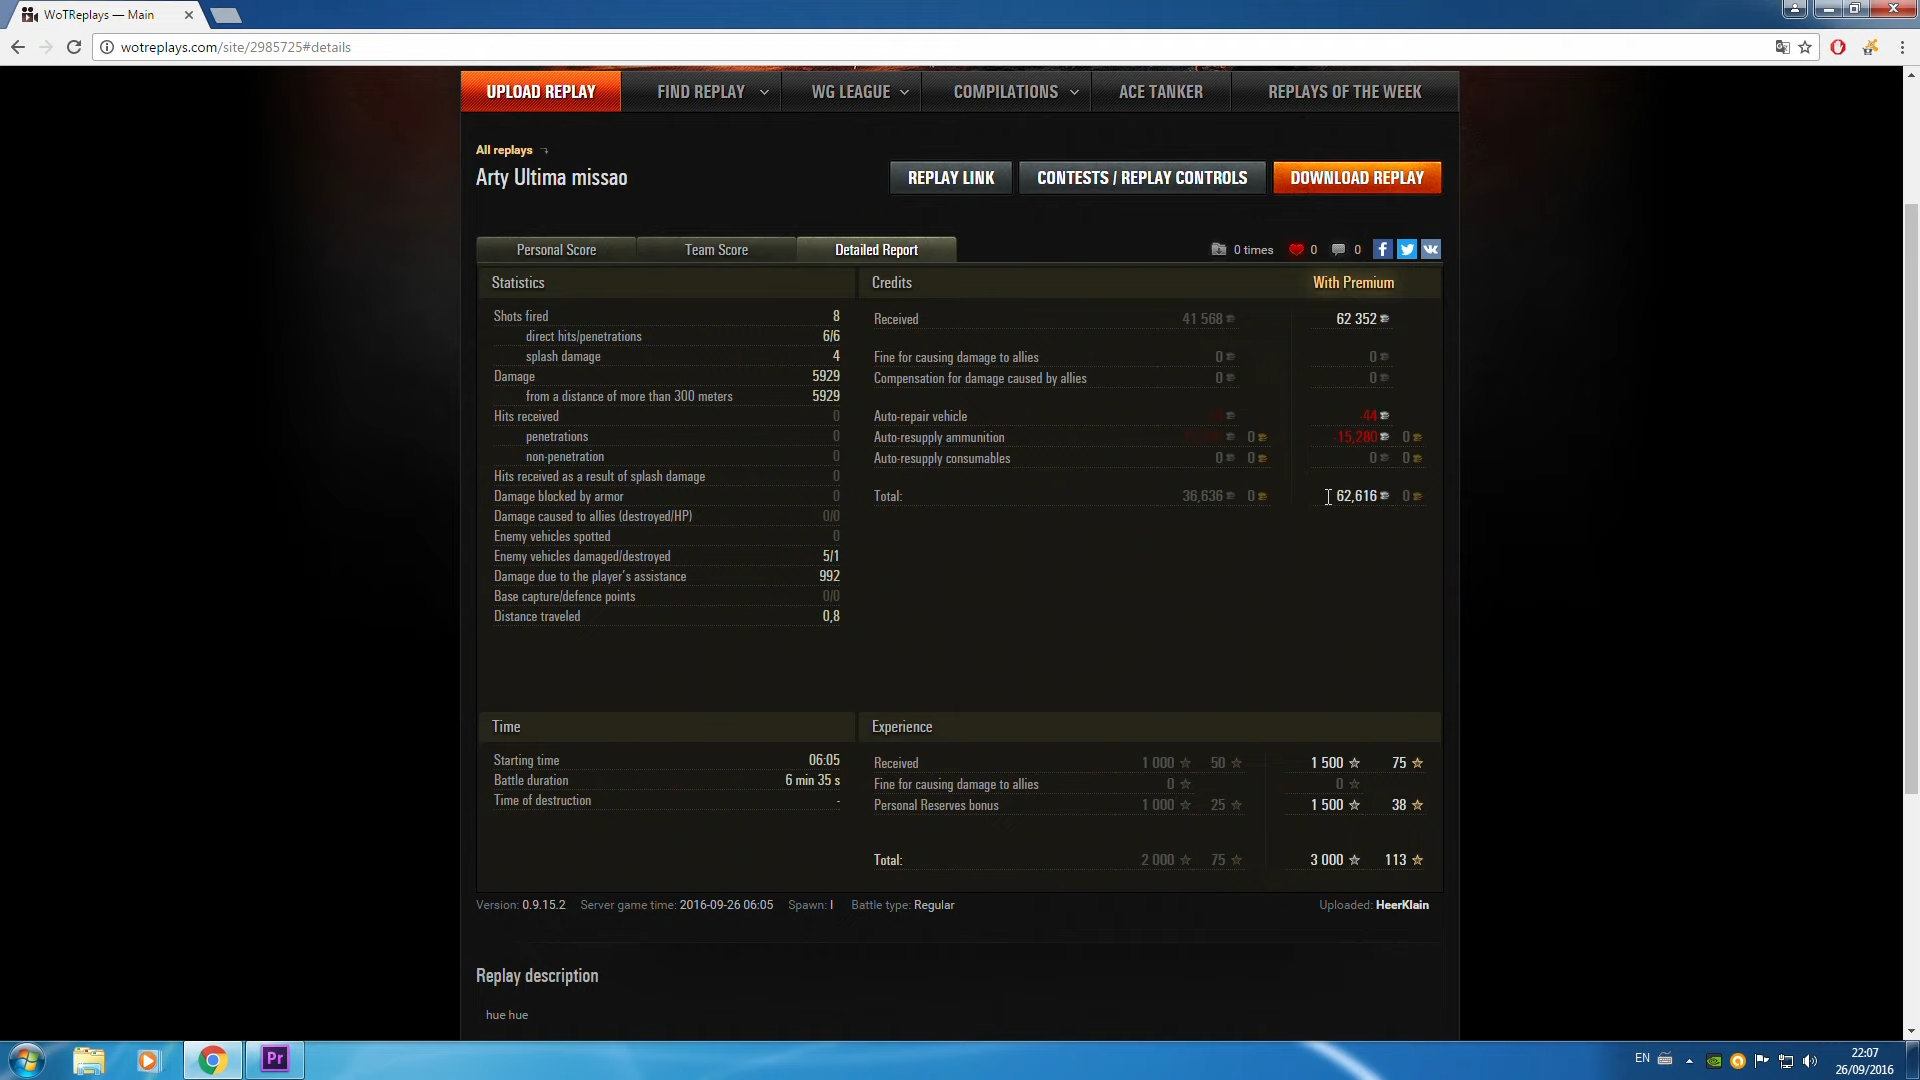 WoTReplays — Main
wotreplays.com/site/2985725#details
UPLOAD REPLAY FIND REPLAY WG LEAGUE COMPILATIONS ACE TANKER REPLAYS OF THE WEEK
All replays
Arty Ultima missao
REPLAY LINK CONTESTS / REPLAY CONTROLS DOWNLOAD REPLAY
Personal Score Team Score Detailed Report 0 times 0 0
Statistics
Shots fired 8
direct hits/penetrations 6/6
splash damage 4
Damage 5929
from a distance of more than 300 meters 5929
Hits received 0
penetrations 0
non-penetration 0
Hits received as a result of splash damage 0
Damage blocked by armor 0
Damage caused to allies (destroyed/HP) 0/0
Enemy vehicles spotted 0
Enemy vehicles damaged/destroyed 5/1
Damage due to the player's assistance 992
Base capture/defence points 0/0
Distance traveled 0,8
Credits With Premium
Received 41 568 62 352
Fine for causing damage to allies 0 0
Compensation for damage caused by allies 0 0
Auto-repair vehicle -44
Auto-resupply ammunition 0 -15,280 0
Auto-resupply consumables 0 0 0 0
Total: 36,636 0 62,616 0
Time
Starting time 06:05
Battle duration 6 min 35 s
Time of destruction -
Experience
Received 1 000 50 1 500 75
Fine for causing damage to allies 0 0
Personal Reserves bonus 1 000 25 1 500 38
Total: 2 000 75 3 000 113
Version: 0.9.15.2 Server game time: 2016-09-26 06:05 Spawn: I Battle type: Regular Uploaded: HeerKlain
Replay description
hue hue
Pr
EN
22:07
26/09/2016